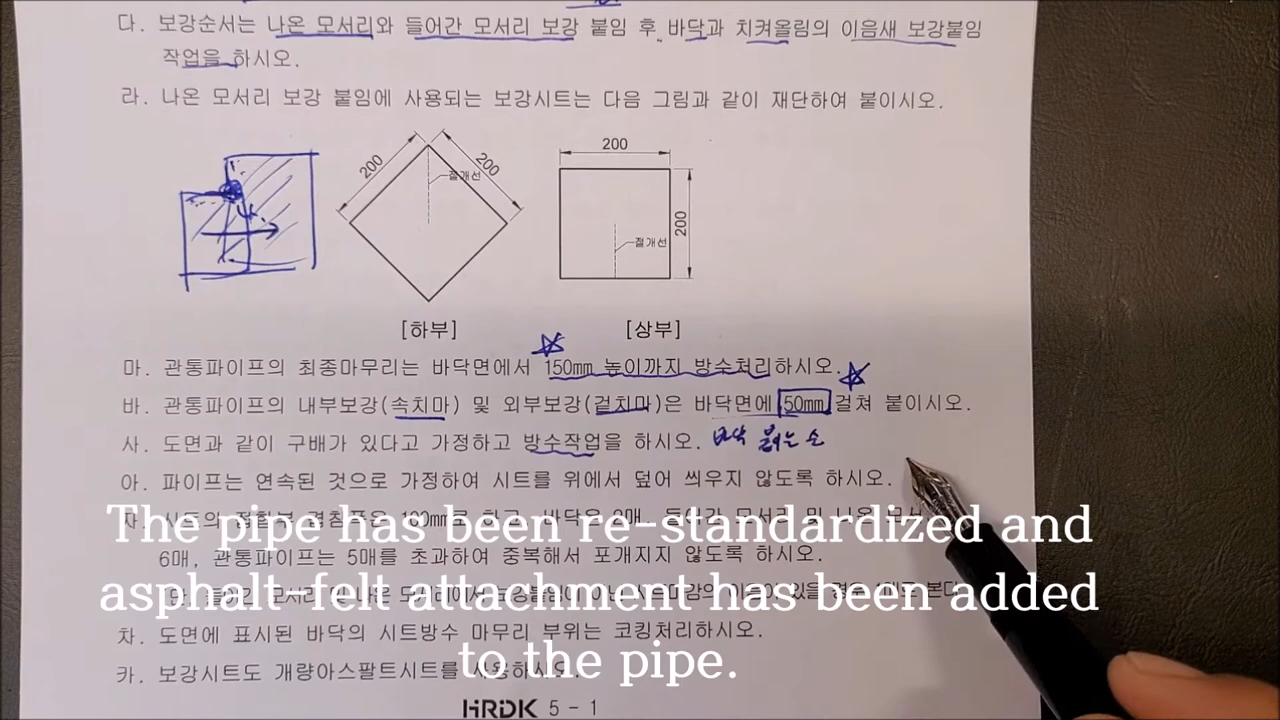 다. 보강순서는 나온 모서리와 들어간 모서리 보강 붙임 후 바닥과 치켜올림의 이음새 보강붙임
작업을 하시오.
라. 나온 모서리 보강 붙임에 사용되는 보강시트는 다음 그림과 같이 재단하여 붙이시오.
200 200 절개선
200 200 절개선
[하부] [상부]
마. 관통파이프의 최종마무리는 바닥면에서 150mm 높이까지 방수처리하시오.
바. 관통파이프의 내부보강(속치마) 및 외부보강(겉치마)은 바닥면에 50mm 걸쳐 붙이시오.
사. 도면과 같이 구배가 있다고 가정하고 방수작업을 하시오. 바닥
아. 파이프는 연속된 것으로 가정하여 시트를 위에서 덮어 씌우지 않도록 하시오.
The pipe has been re-standardized and
6매, 관통파이프는 5매를 초과하여 중복해서 포개지지 않도록 하시오.
asphalt-felt attachment has been added
차. 도면에 표시된 바닥의 시트방수 마무리 부위는 코킹처리하시오.
to the pipe.
카. 보강시트도 개량아스팔트시트를 사용하시오.
HRDK 5 - 1